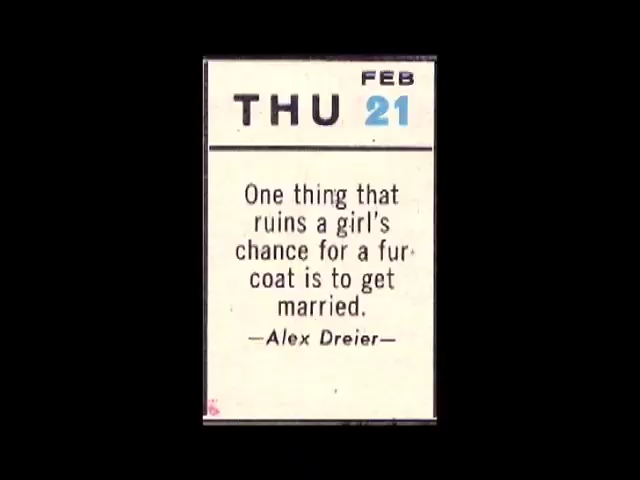 FEB
THU 21
One thing that
ruins a girl's
chance for a fur
coat is to get
married.
—Alex Dreier—